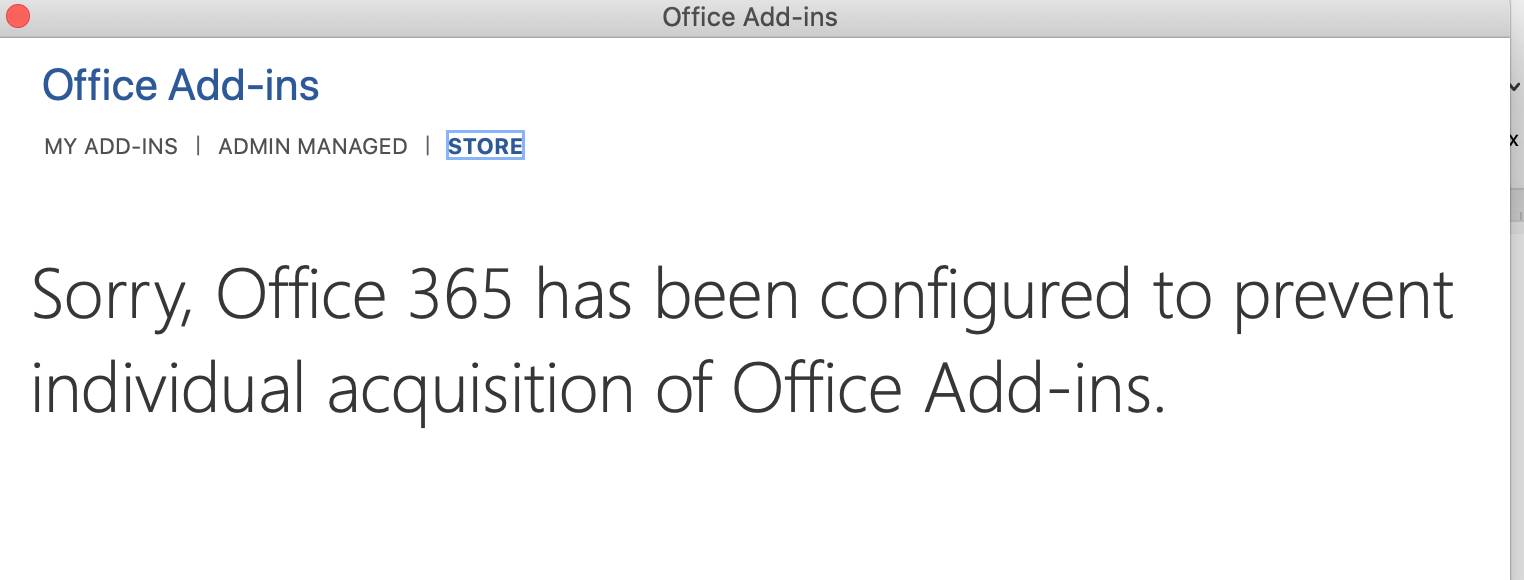 Office Add-ins
Office Add-ins
MY ADD-INS | ADMIN MANAGED | STORE
x
Sorry, Office 365 has been configured to prevent
individual acquisition of Office Add-ins.